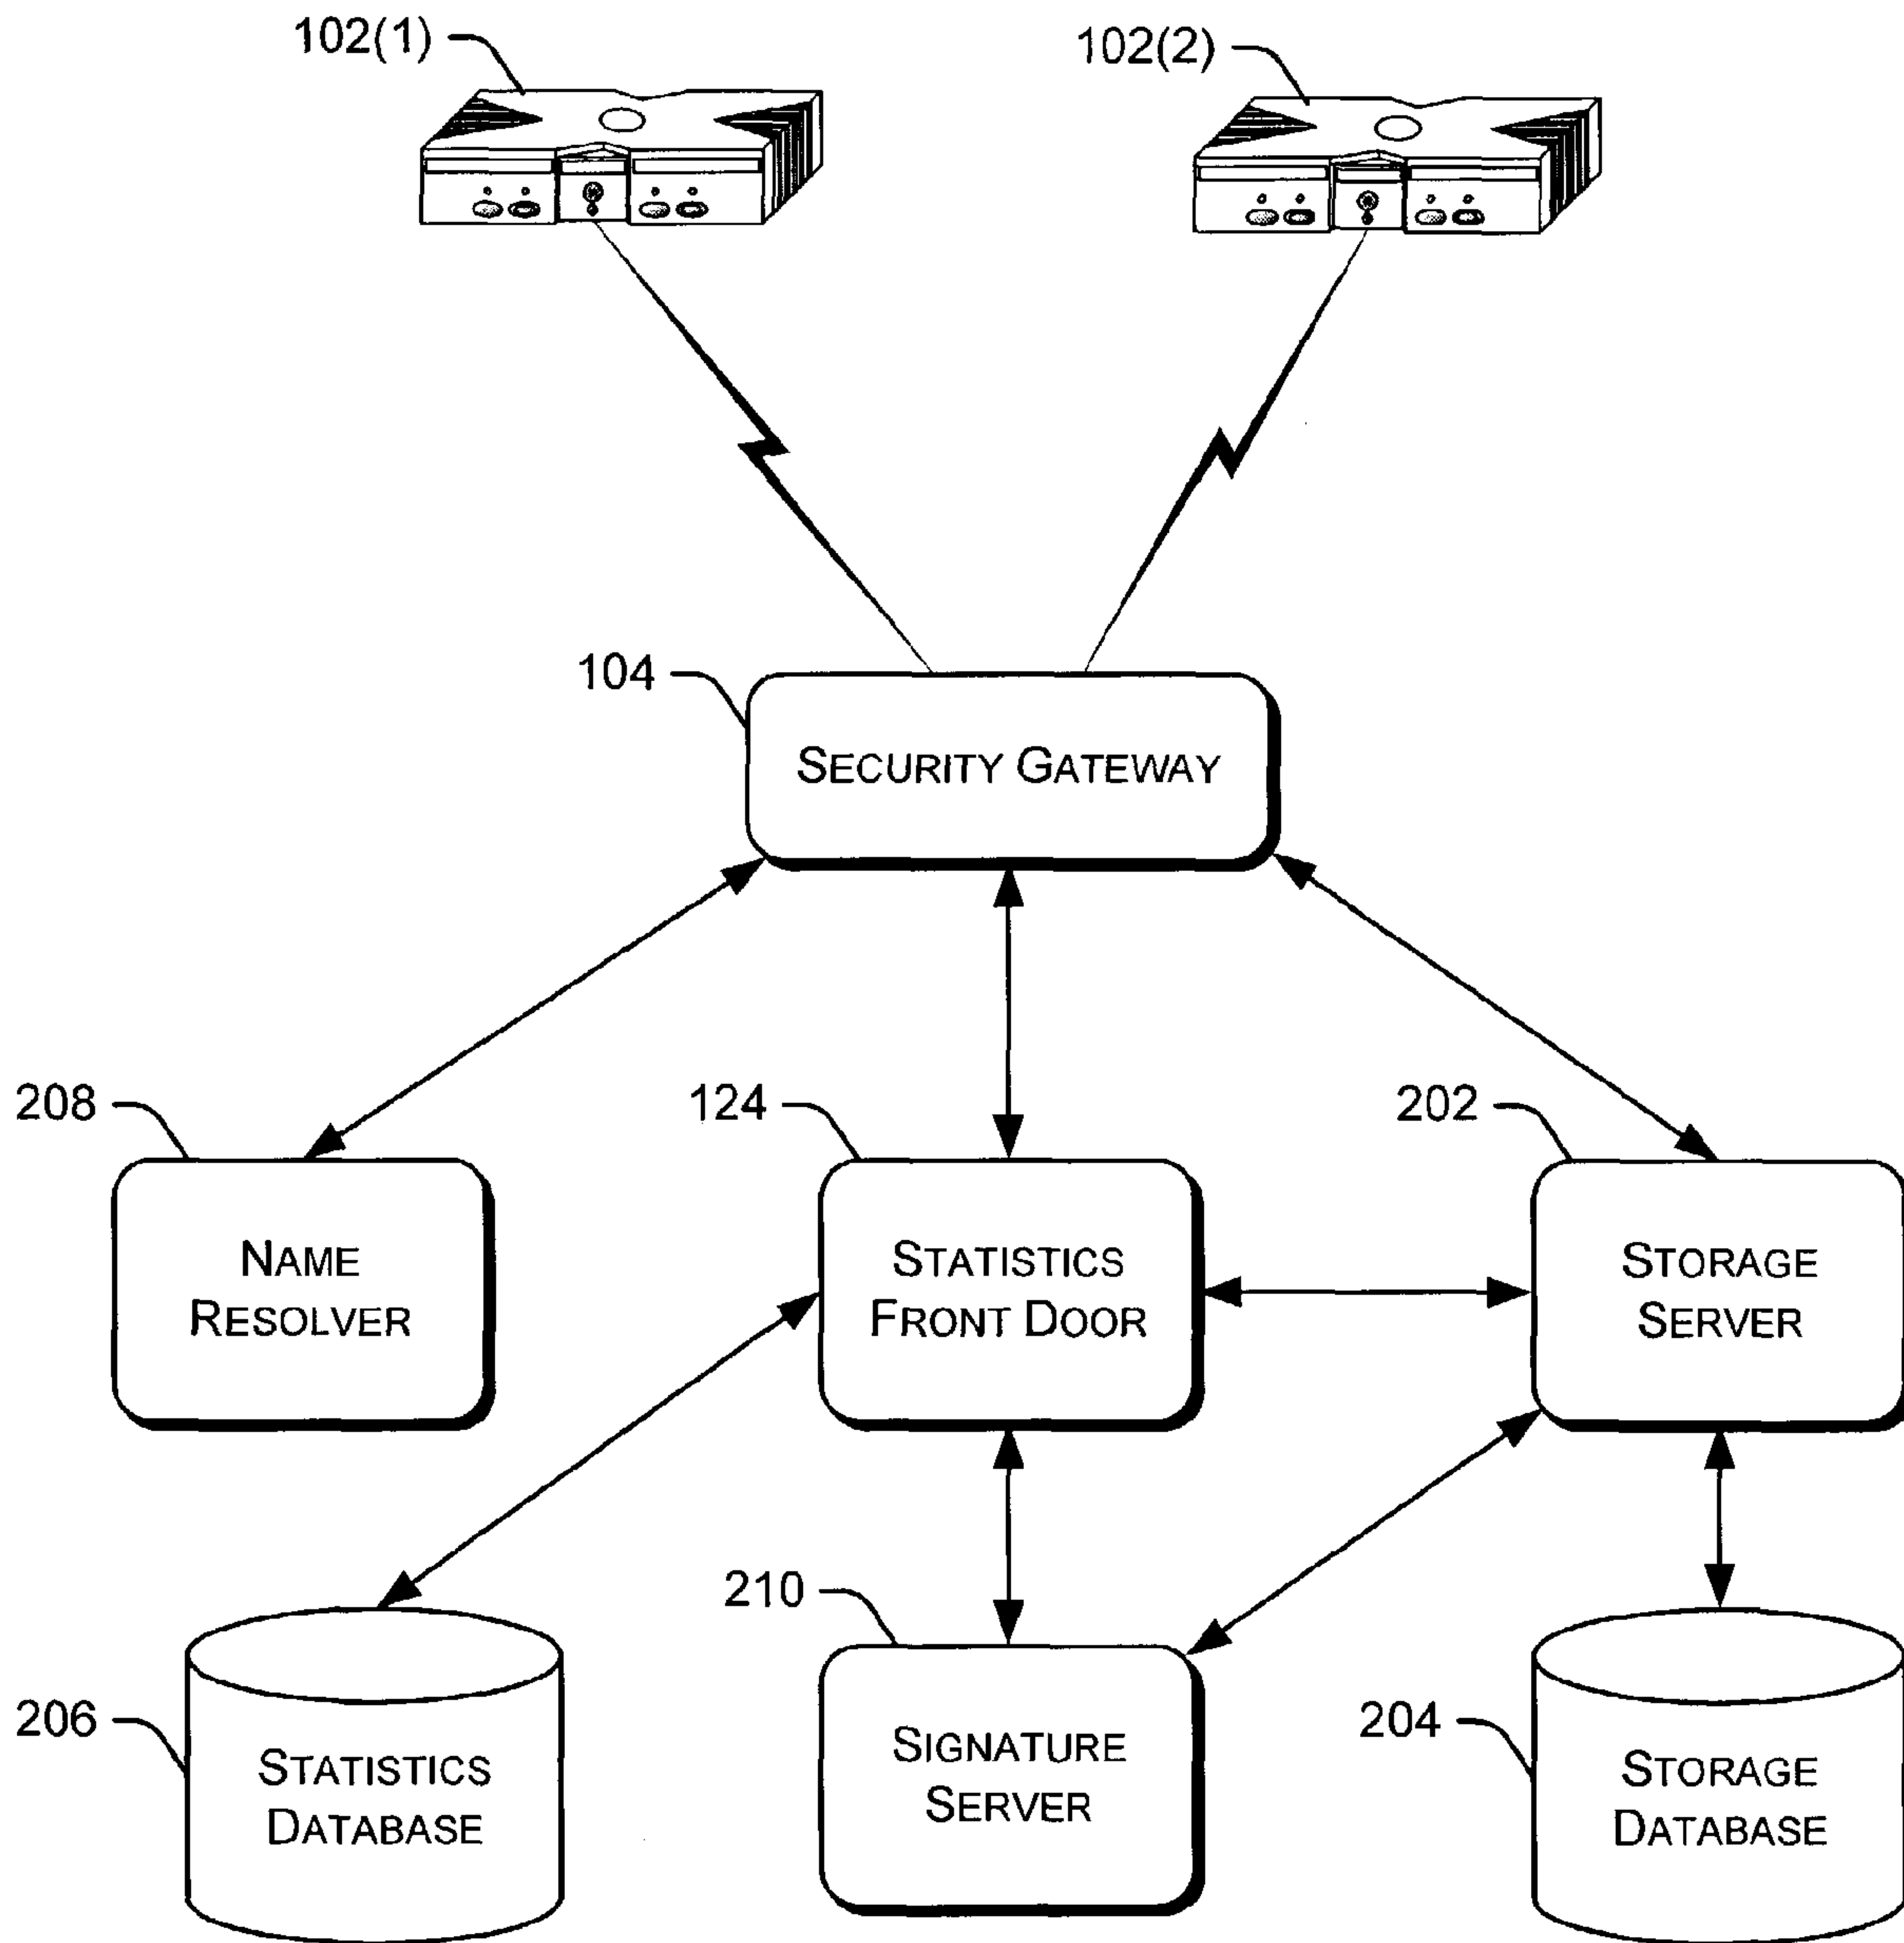 102(1)
102(2)
104
SECURITY GATEWAY
208
124
202
NAME
RESOLVER
STATISTICS
FRONT DOOR
STORAGE
SERVER
210
206
204
STATISTICS
DATABASE
SIGNATURE
SERVER
STORAGE
DATABASE